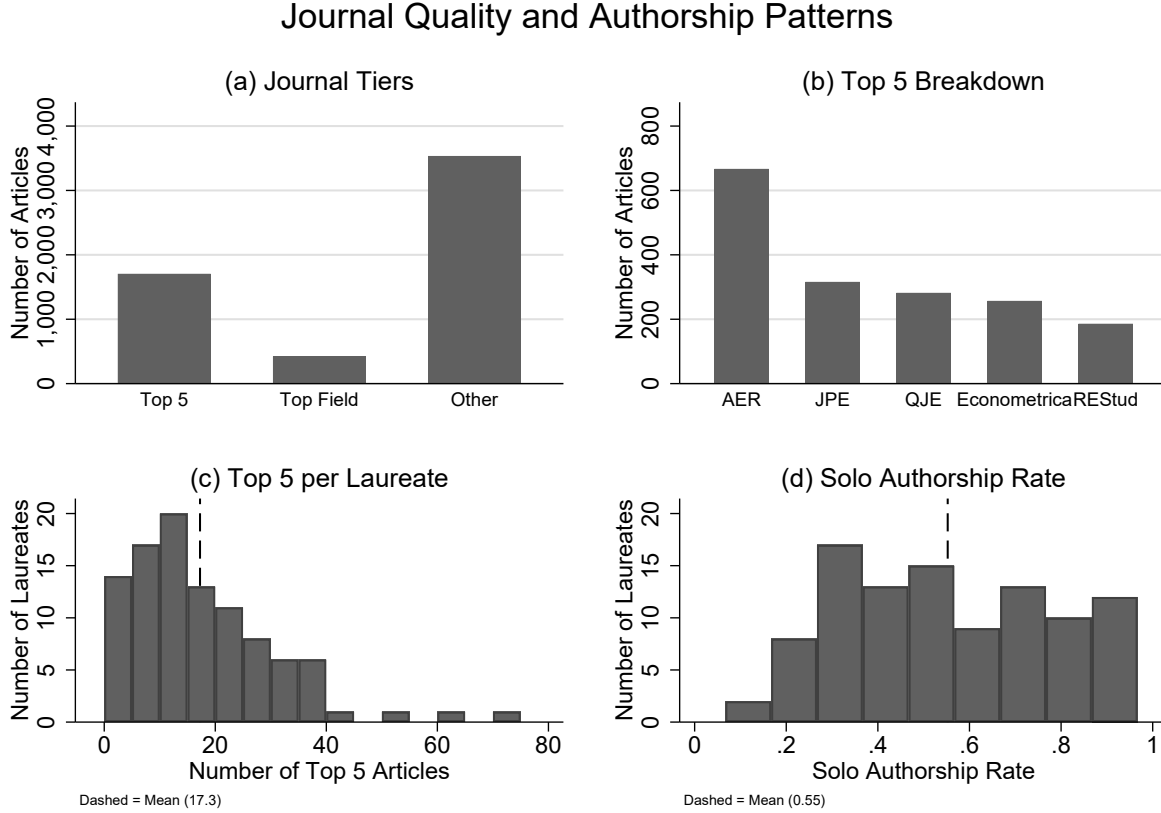 Journal Quality and Authorship Patterns
(a) Journal Tiers
Number of Articles
4,000
3,000
2,000
1,000
0
Top 5 Top Field Other
(b) Top 5 Breakdown
Number of Articles
800
600
400
200
0
AER JPE QJE Econometrica REStud
(c) Top 5 per Laureate
Number of Laureates
20
15
10
5
0
0 20 40 60 80
Number of Top 5 Articles
Dashed = Mean (17.3)
(d) Solo Authorship Rate
Number of Laureates
20
15
10
5
0
0 .2 .4 .6 .8 1
Solo Authorship Rate
Dashed = Mean (0.55)